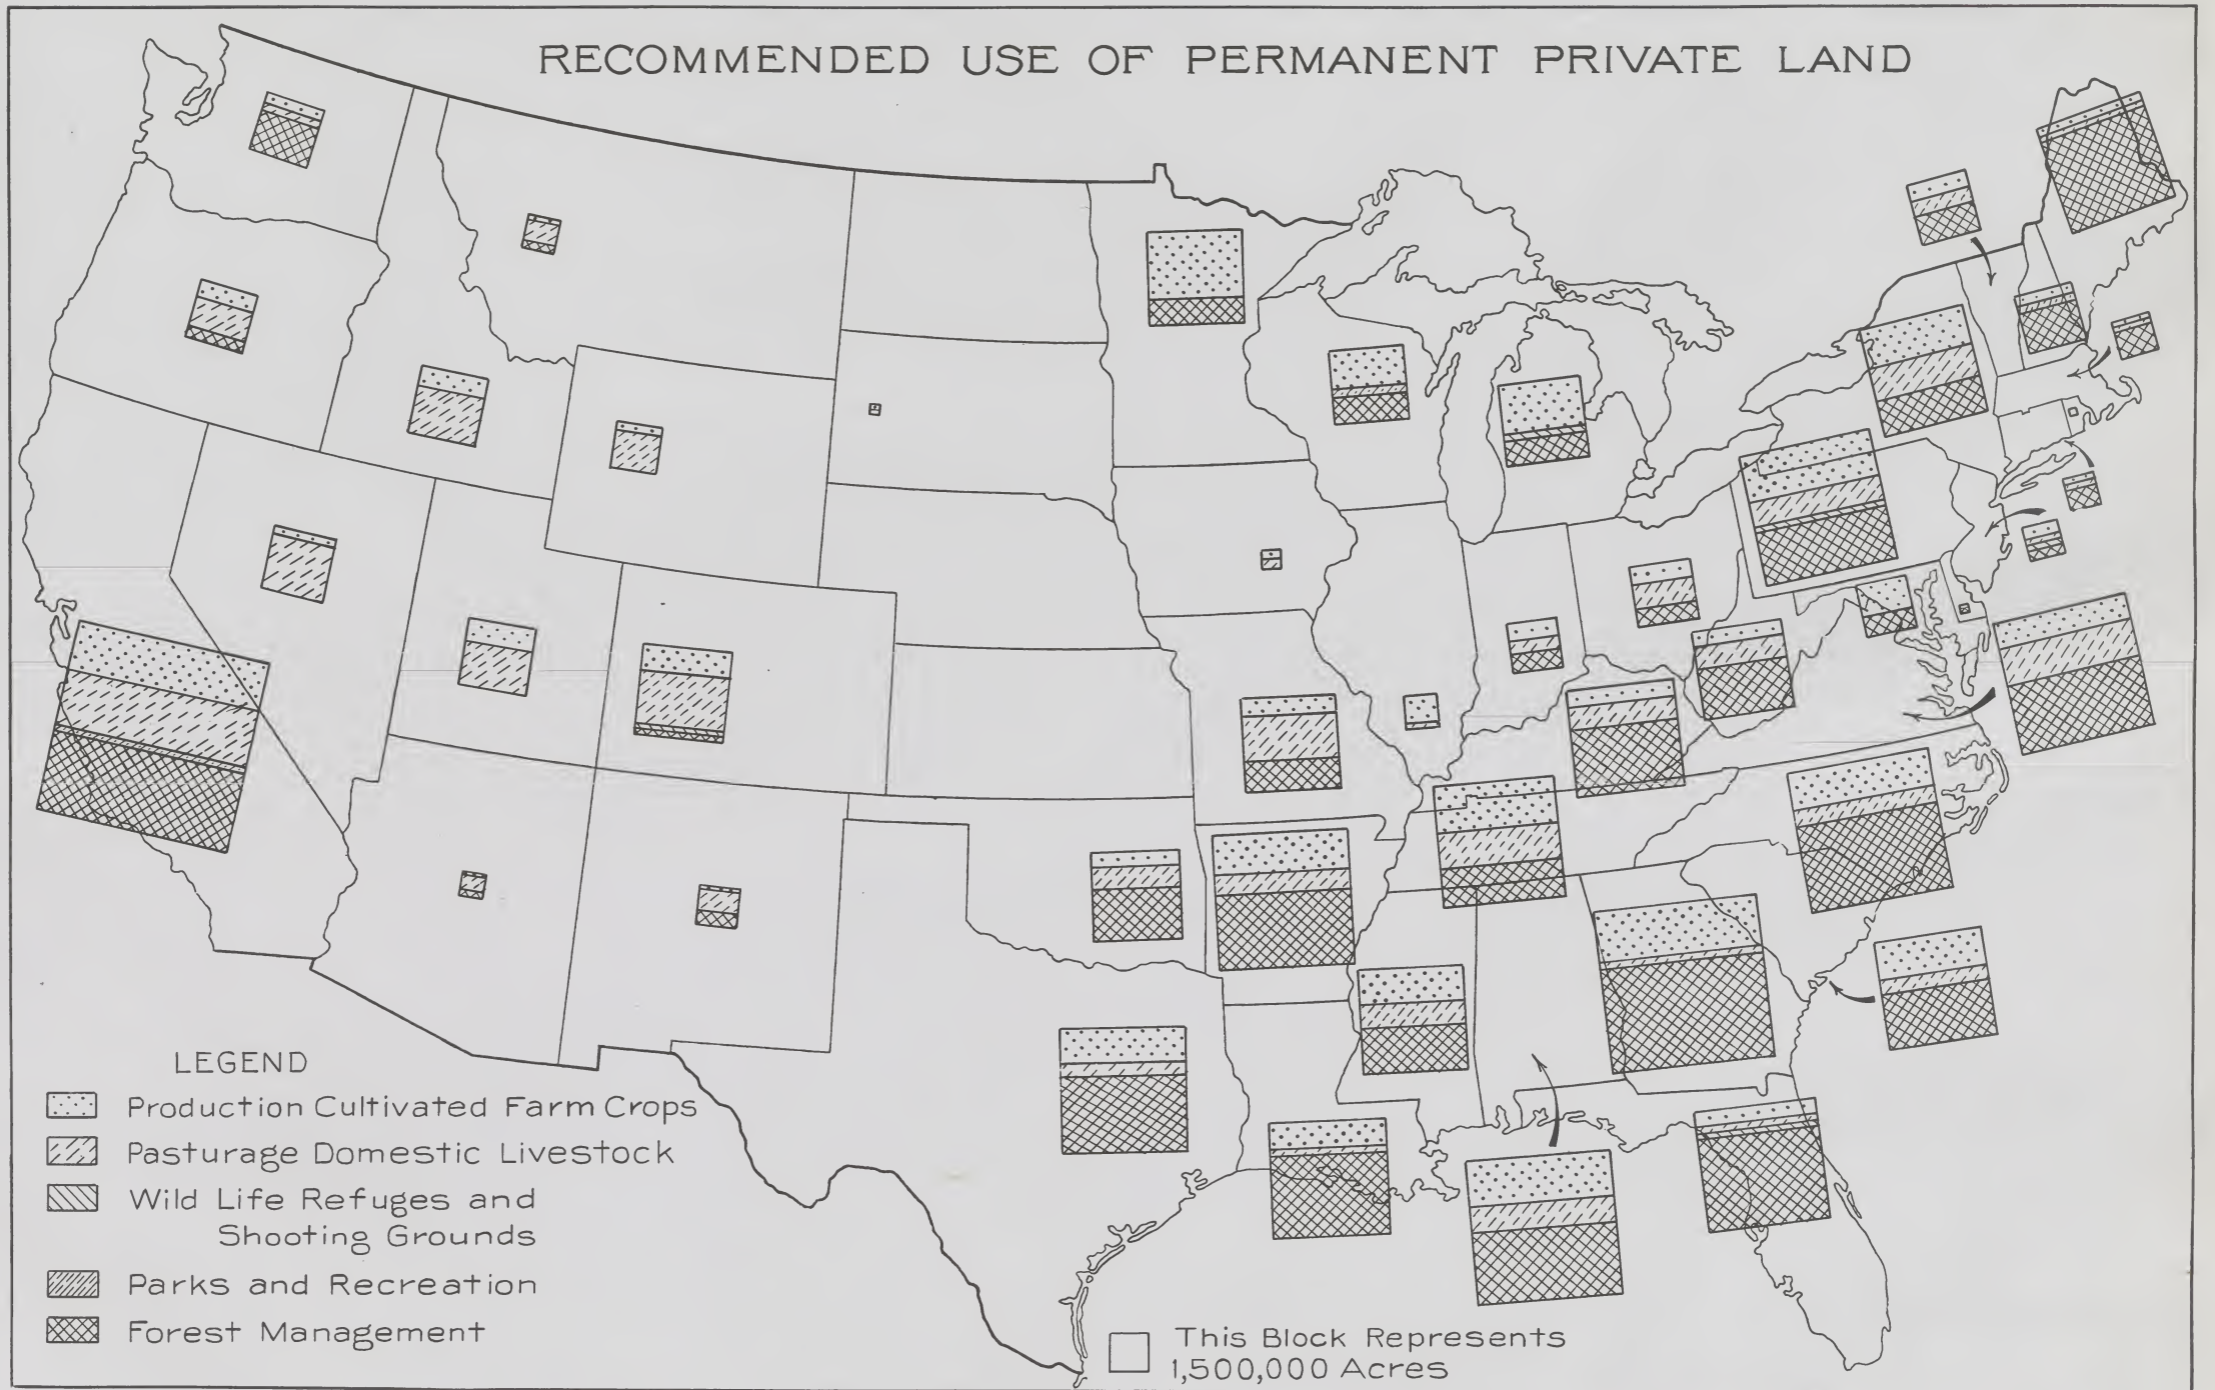 RECOMMENDED USE OF PERMANENT PRIVATE LAND
LEGEND
Production Cultivated Farm Crops
Pasturage Domestic Livestock
Wild Life Refuges and
Shooting Grounds
Parks and Recreation
Forest Management
This Block Represents
1,500,000 Acres